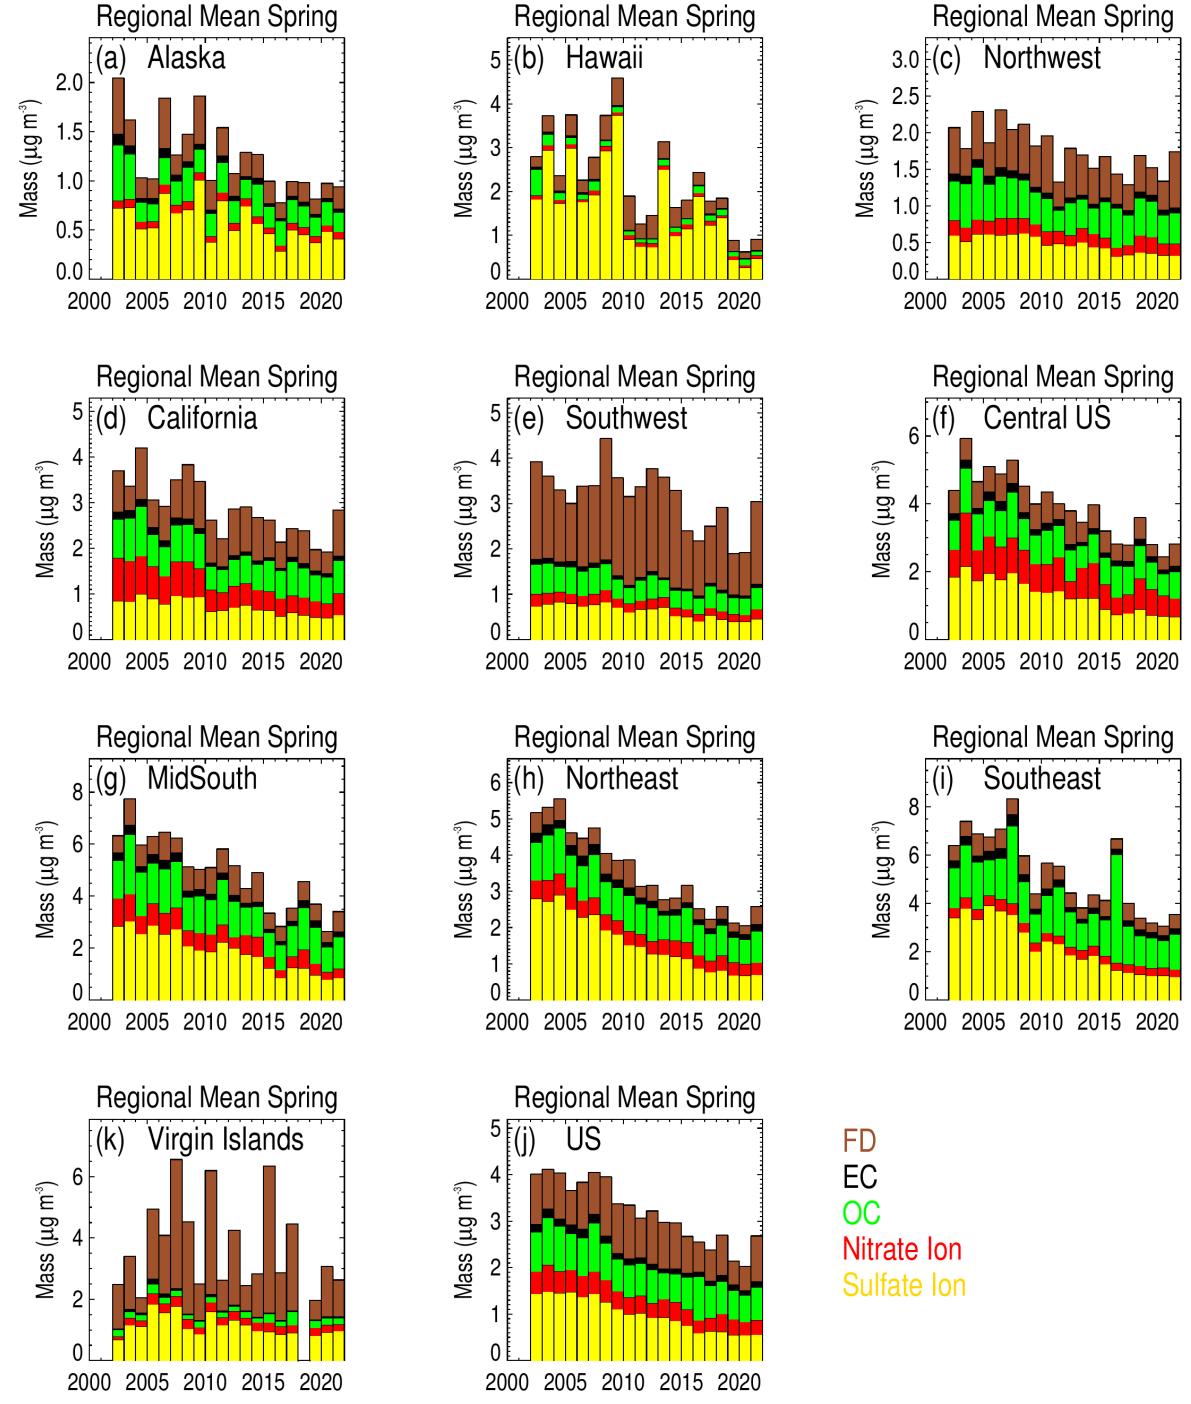 Regional Mean Spring
Regional Mean Spring
Regional Mean Spring
(a) Alaska
(b) Hawaii
(c) Northwest
Mass (µg m-3)
2.0
1.5
1.0
0.5
0.0
2000 2005 2010 2015 2020
Mass (µg m-3)
5
4
3
2
1
0
2000 2005 2010 2015 2020
Mass (µg m-3)
3.0
2.5
2.0
1.5
1.0
0.5
0.0
2000 2005 2010 2015 2020
Regional Mean Spring
Regional Mean Spring
Regional Mean Spring
(d) California
(e) Southwest
(f) Central US
Mass (µg m-3)
5
4
3
2
1
0
2000 2005 2010 2015 2020
Mass (µg m-3)
5
4
3
2
1
0
2000 2005 2010 2015 2020
Mass (µg m-3)
6
4
2
0
2000 2005 2010 2015 2020
Regional Mean Spring
Regional Mean Spring
Regional Mean Spring
(g) MidSouth
(h) Northeast
(i) Southeast
Mass (µg m-3)
8
6
4
2
0
2000 2005 2010 2015 2020
Mass (µg m-3)
6
5
4
3
2
1
0
2000 2005 2010 2015 2020
Mass (µg m-3)
8
6
4
2
0
2000 2005 2010 2015 2020
Regional Mean Spring
Regional Mean Spring
(k) Virgin Islands
(j) US
Mass (µg m-3)
6
4
2
0
2000 2005 2010 2015 2020
Mass (µg m-3)
5
4
3
2
1
0
2000 2005 2010 2015 2020
FD
EC
OC
Nitrate Ion
Sulfate Ion